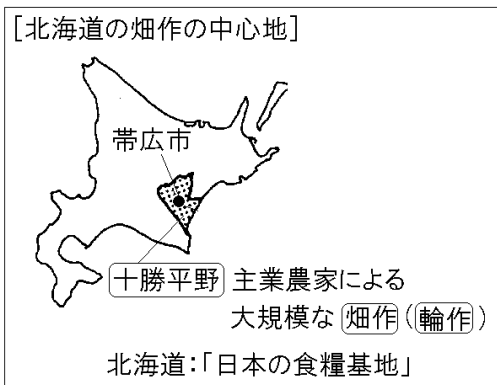 [北海道の畑作の中心地]
帯広市
十勝平野 主業農家による
大規模な 畑作 (輪作)
北海道:「日本の食糧基地」